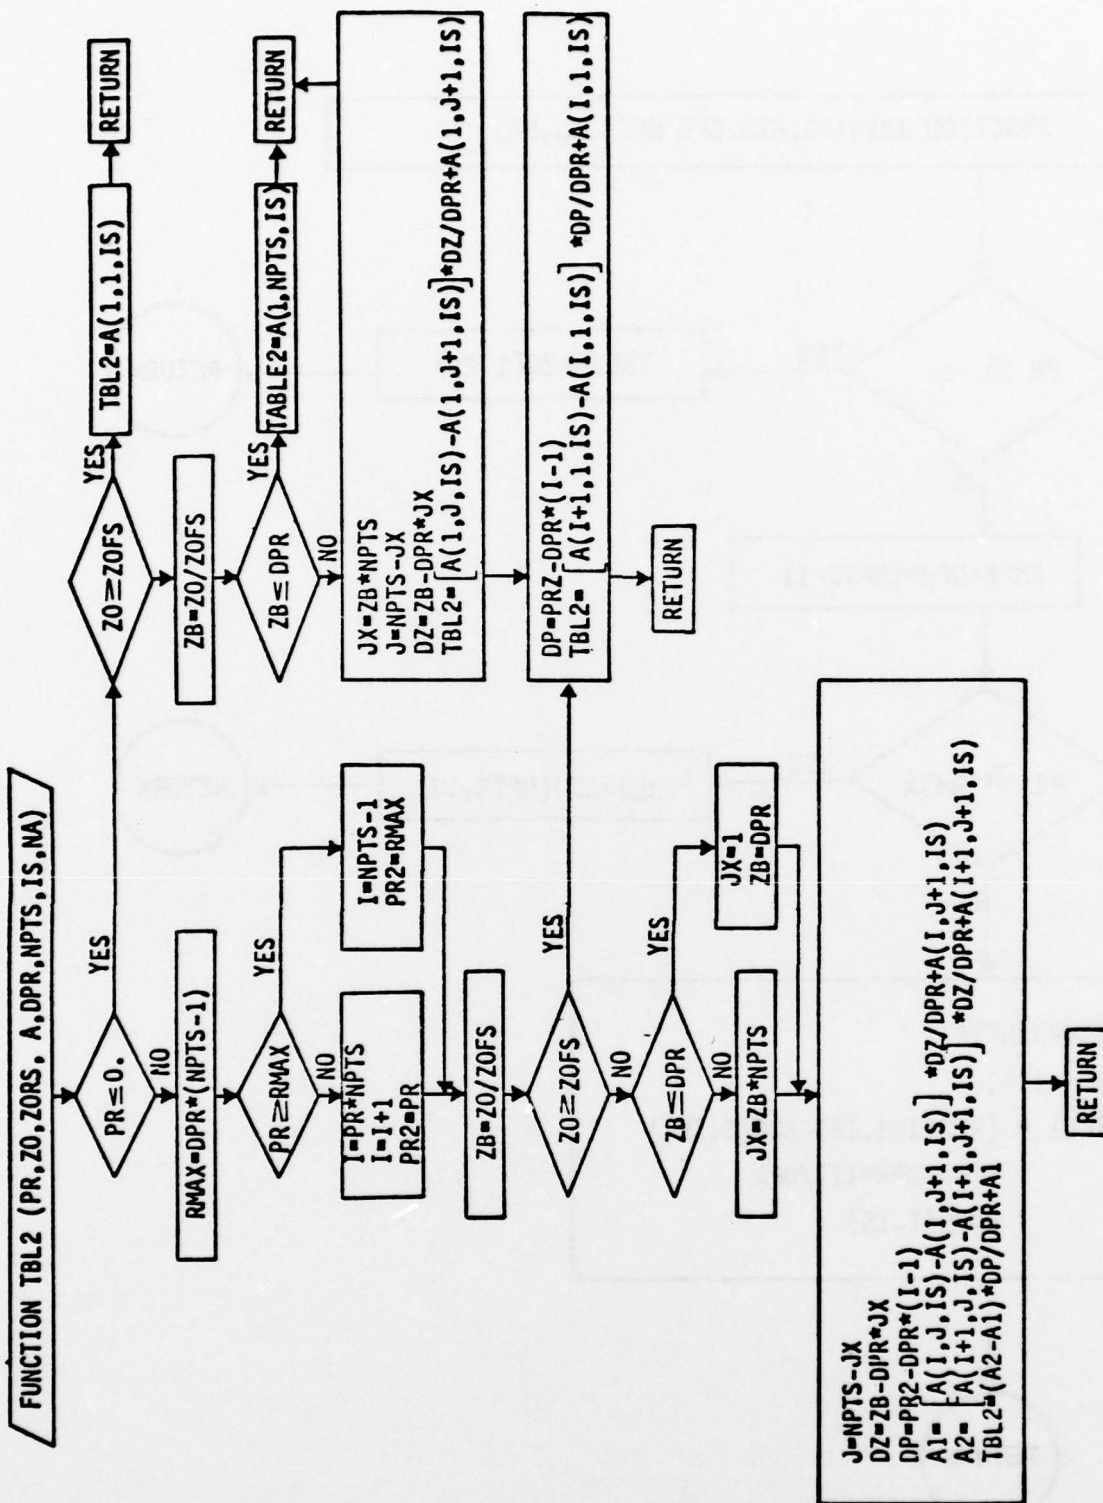 FUNCTION TBL2 (PR,ZO,ZORS, A,DPR,NPTS,IS,NA)
PR≤0.
YES
NO
ZO≥ZOFS
YES
TBL2=A(1,1,IS)
RETURN
ZB=ZO/ZOFS
ZB≤DPR
YES
TABLE2=A(1,NPTS,IS)
RETURN
NO
JX=ZB*NPTS
J=NPTS-JX
DZ=ZB-DPR*JX
TBL2=[A(1,J,IS)-A(1,J+1,IS)]*DZ/DPR+A(1,J+1,IS)
RMAX=DPR*(NPTS-1)
PR≥RMAX
YES
NO
I=NPTS-1
PR2=RMAX
I=PR*NPTS
I=I+1
PR2=PR
ZB=ZO/ZOFS
ZO≥ZOFS
YES
NO
DP=PRZ-DPR*(I-1)
TBL2=[A(I+1,1,IS)-A(I,1,IS)] *DP/DPR+A(I,1,IS)
RETURN
ZB≤DPR
YES
NO
JX=1
ZB=DPR
JX=ZB*NPTS
J=NPTS-JX
DZ=ZB-DPR*JX
DP=PR2-DPR*(I-1)
A1= [A(I,J,IS)-A(I,J+1,IS)] *DZ/DPR+A(I,J+1,IS)
A2= [A(I+1,J,IS)-A(I+1,J+1,IS)] *DZ/DPR+A(I+1,J+1,IS)
TBL2=(A2-A1)*DP/DPR+A1
RETURN